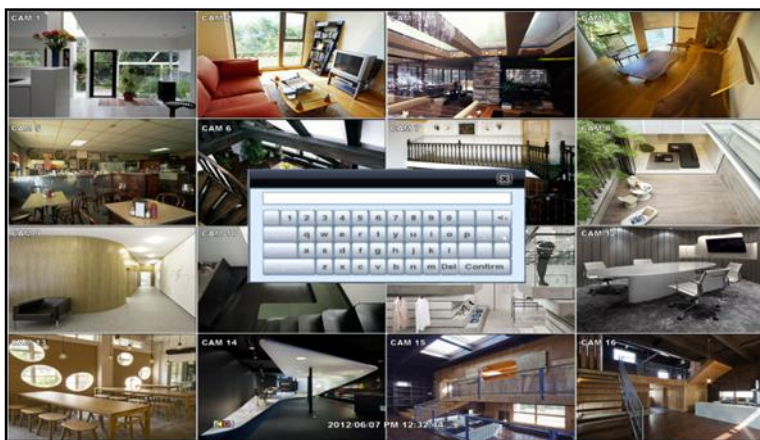 CAM 1 CAM 2 CAM 4
CAM 5 CAM 6 CAM 7 CAM 8
1 2 3 4 5 6 7 8 9 0
q w e r t y u i o p
a s d f g h j k l
z x c v b n m Del Confirm
CAM 12
CAM 13 CAM 14 CAM 15 CAM 16
2012/06/07 PM 12:32:44